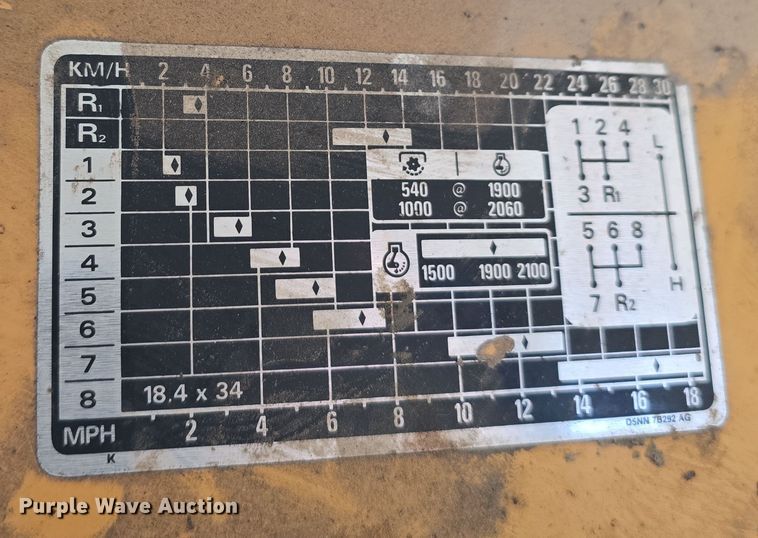 KM/H 2 4 6 8 10 12 14 16 18 20 22 24 26 28 30
R1
R2
1
2
3
4
5
6
7
8
540 @ 1900
1000 @ 2060
1500 1900 2100
1 2 4 L
3 R1
5 6 8
7 R2 H
18.4 x 34
MPH 2 4 6 8 10 12 14 16 18
D5NN 7B292 AG
K
Purple Wave Auction